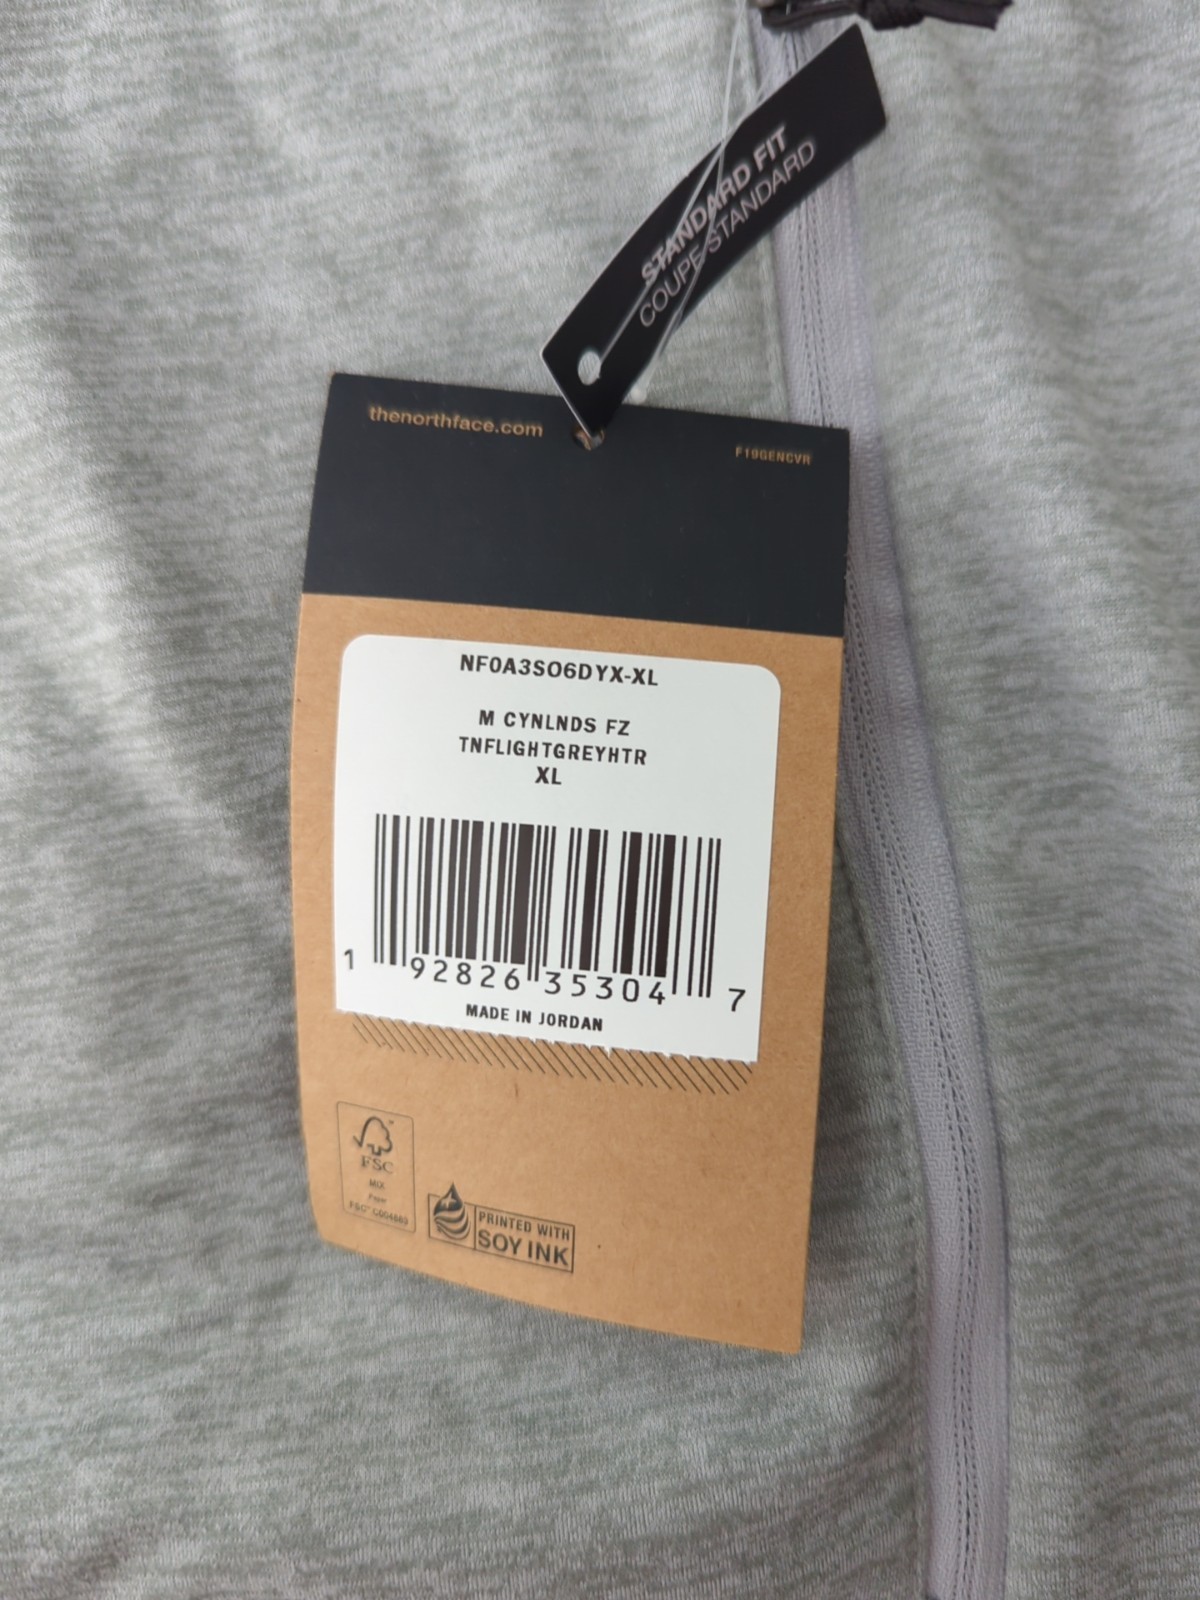 STANDARD FIT
COUPE STANDARD
thenorthface.com
F19GENCVR
NF0A3SO6DYX-XL
M CYNLNDS FZ
TNFLIGHTGREYHTR
XL
1 92826 35304 7
MADE IN JORDAN
FSC
MIX
Paper
PRINTED WITH
SOY INK